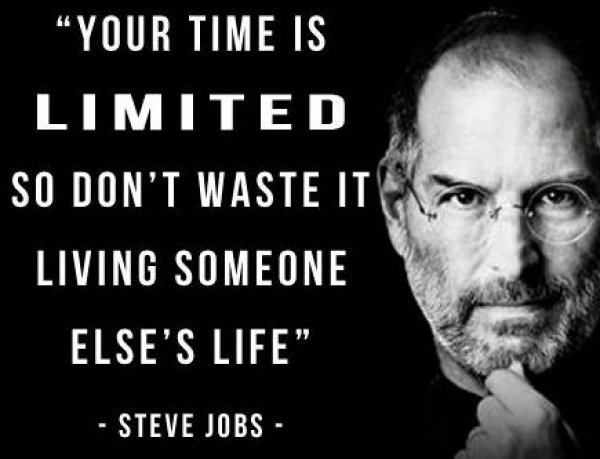 “YOUR TIME IS
LIMITED
SO DON’T WASTE IT
LIVING SOMEONE
ELSE’S LIFE”
- STEVE JOBS -